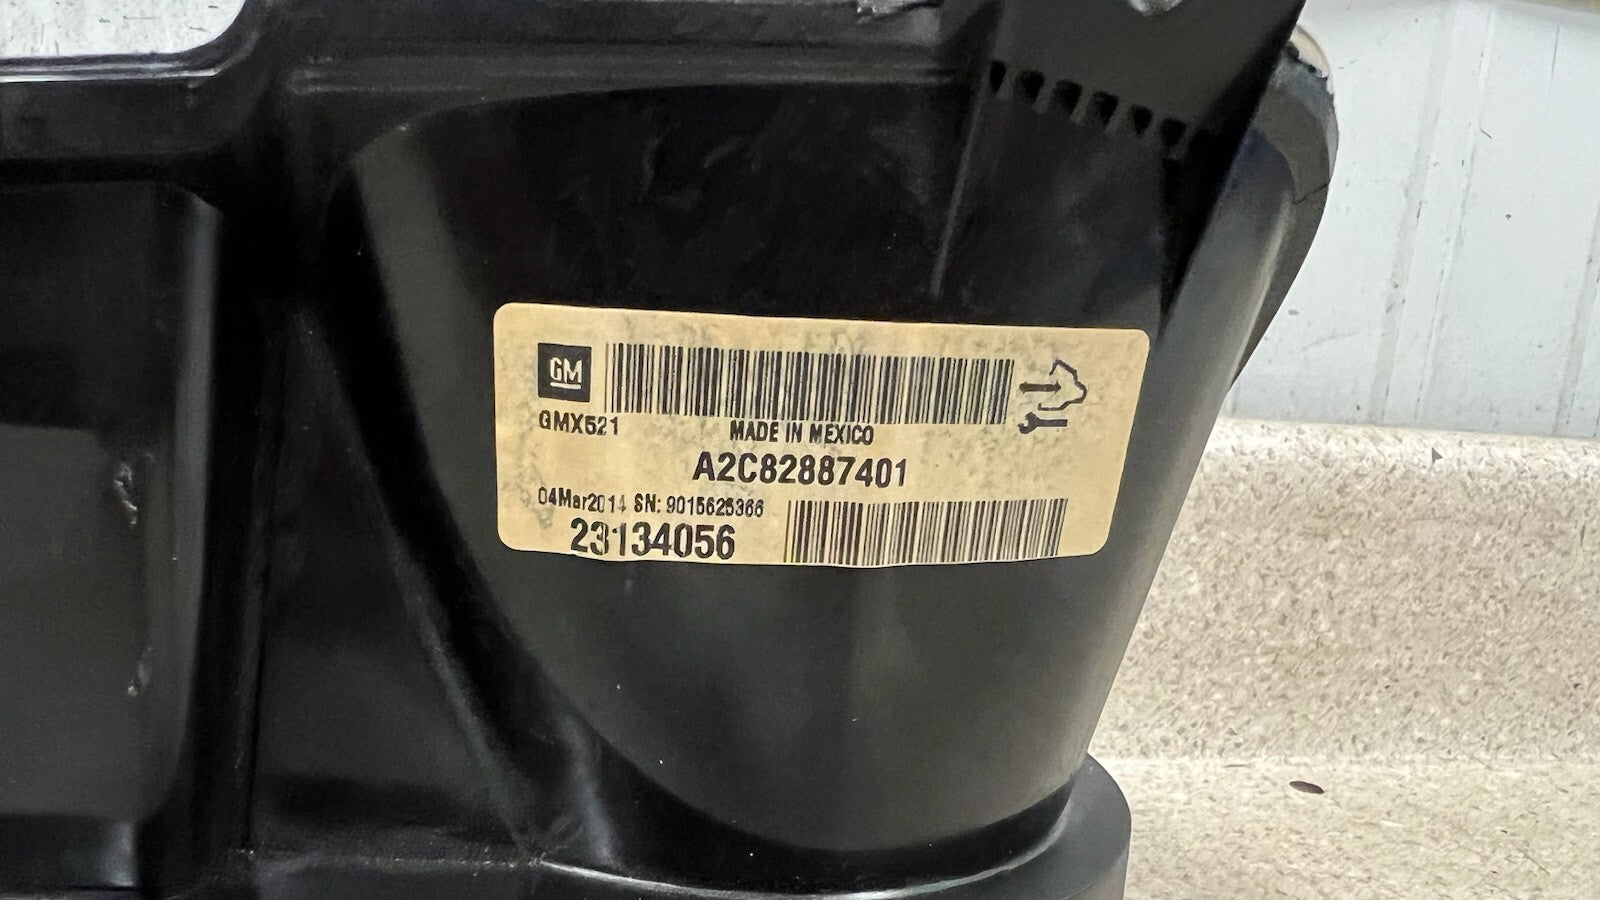 GM
GMX521
MADE IN MEXICO
A2C82887401
04Mar2014 SN: 9015625366
23134056